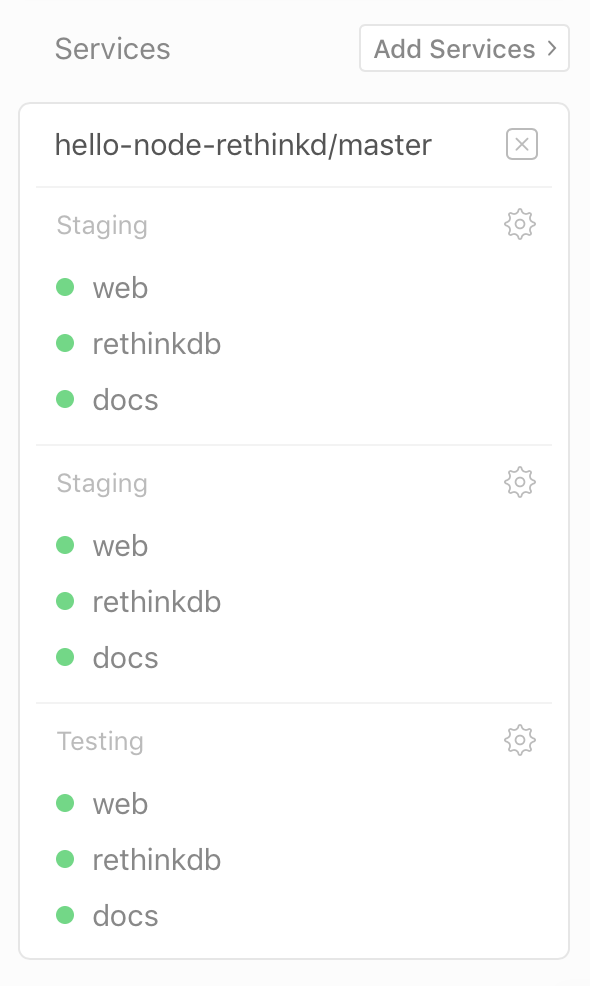 Services
Add Services >
hello-node-rethinkd/master
Staging
web
rethinkdb
docs
Staging
web
rethinkdb
docs
Testing
web
rethinkdb
docs